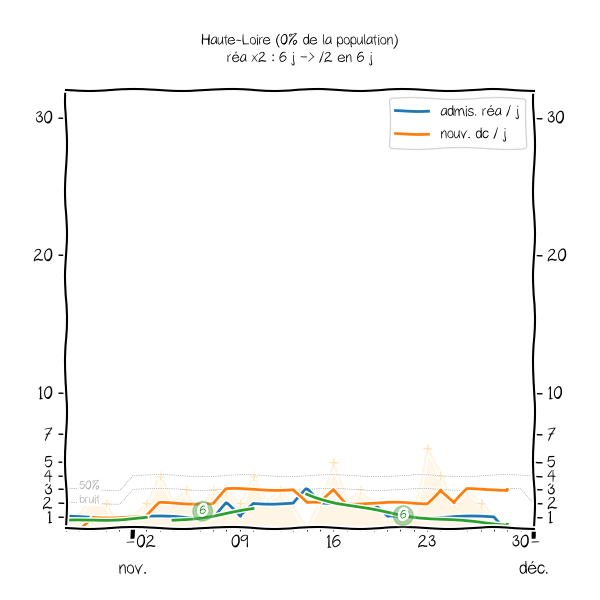 Haute-Loire (0% de la population)
réa x2 : 6 j -> /2 en 6 j
admis. réa / j
nouv. dc / j
30 30
20 20
10 10
7 7
5 5
4 4
3 3
2 2
1 1
50%
bruit
6 6
02 09 16 23 30
nov. déc.